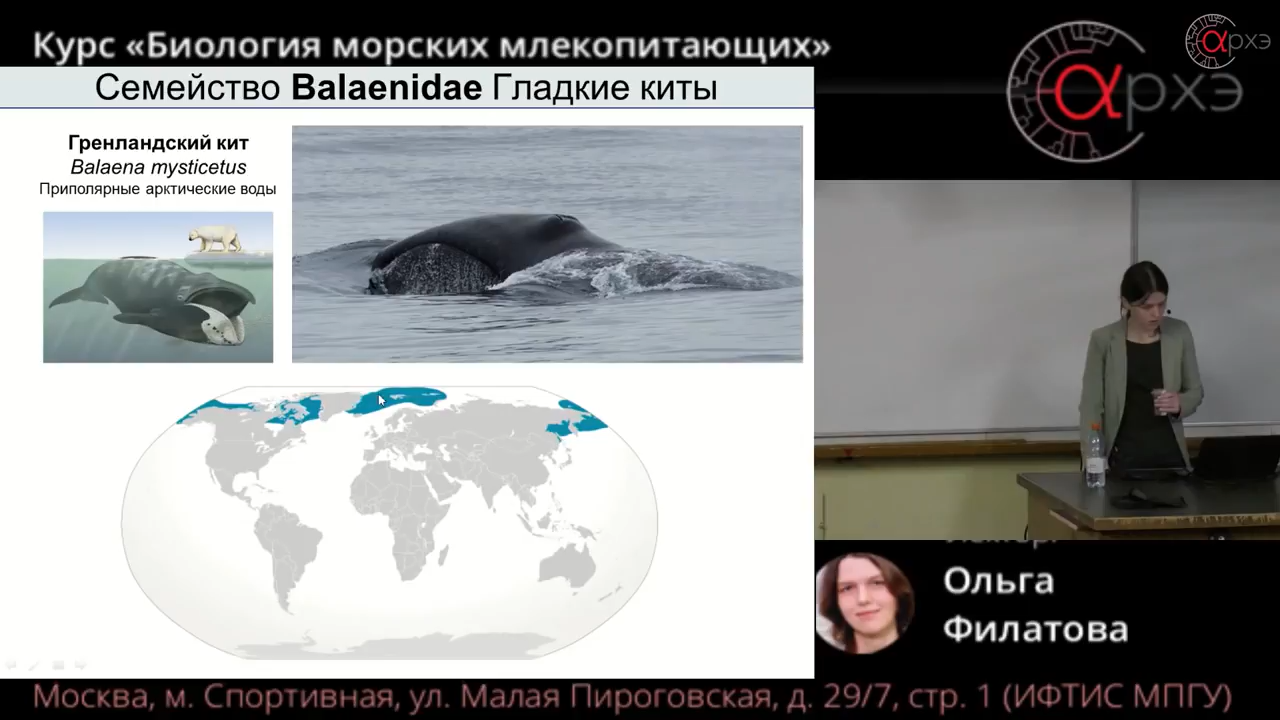 Курс «Биология морских млекопитающих»
αрхэ
αрхэ
Семейство Balaenidae Гладкие киты
Гренландский кит
Balaena mysticetus
Приполярные арктические воды
Ольга
Филатова
Москва, м. Спортивная, ул. Малая Пироговская, д. 29/7, стр. 1 (ИФТИС МПГУ)